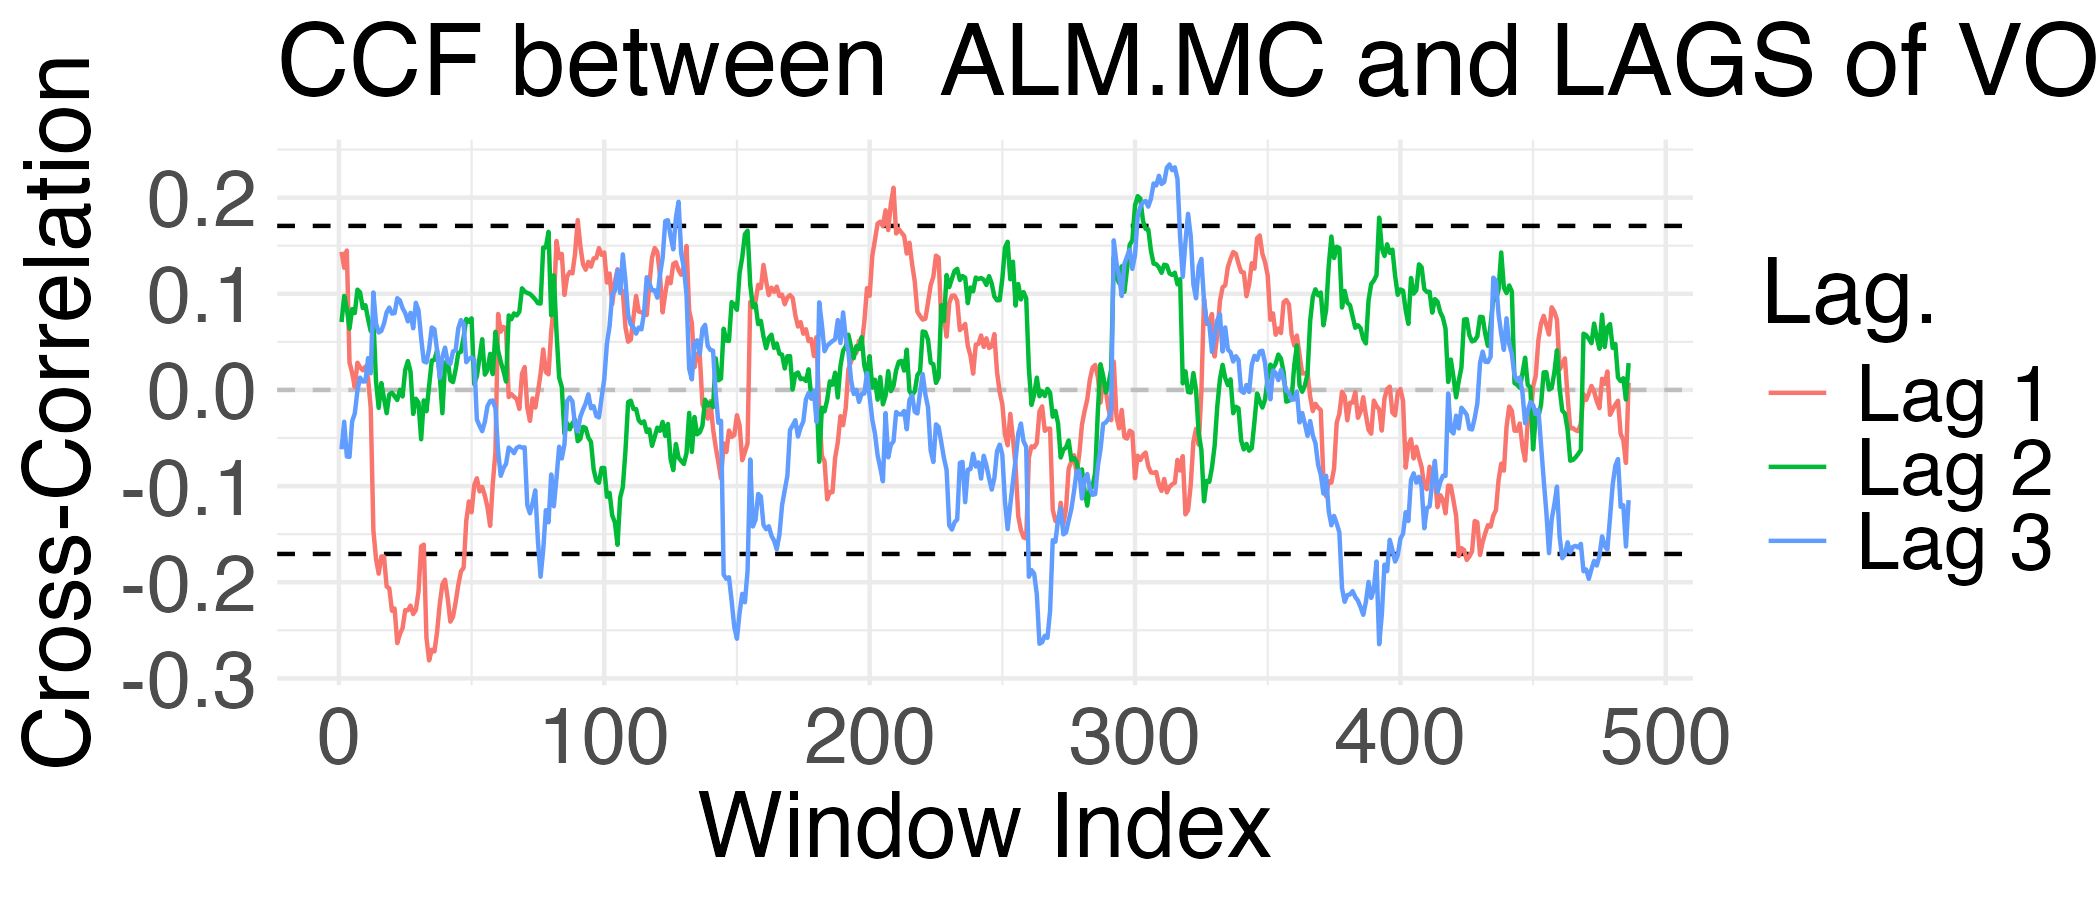 CCF between  ALM.MC and LAGS of VO
Cross-Correlation
0.2
0.1
0.0
-0.1
-0.2
-0.3
0 100 200 300 400 500
Window Index
Lag.
Lag 1
Lag 2
Lag 3